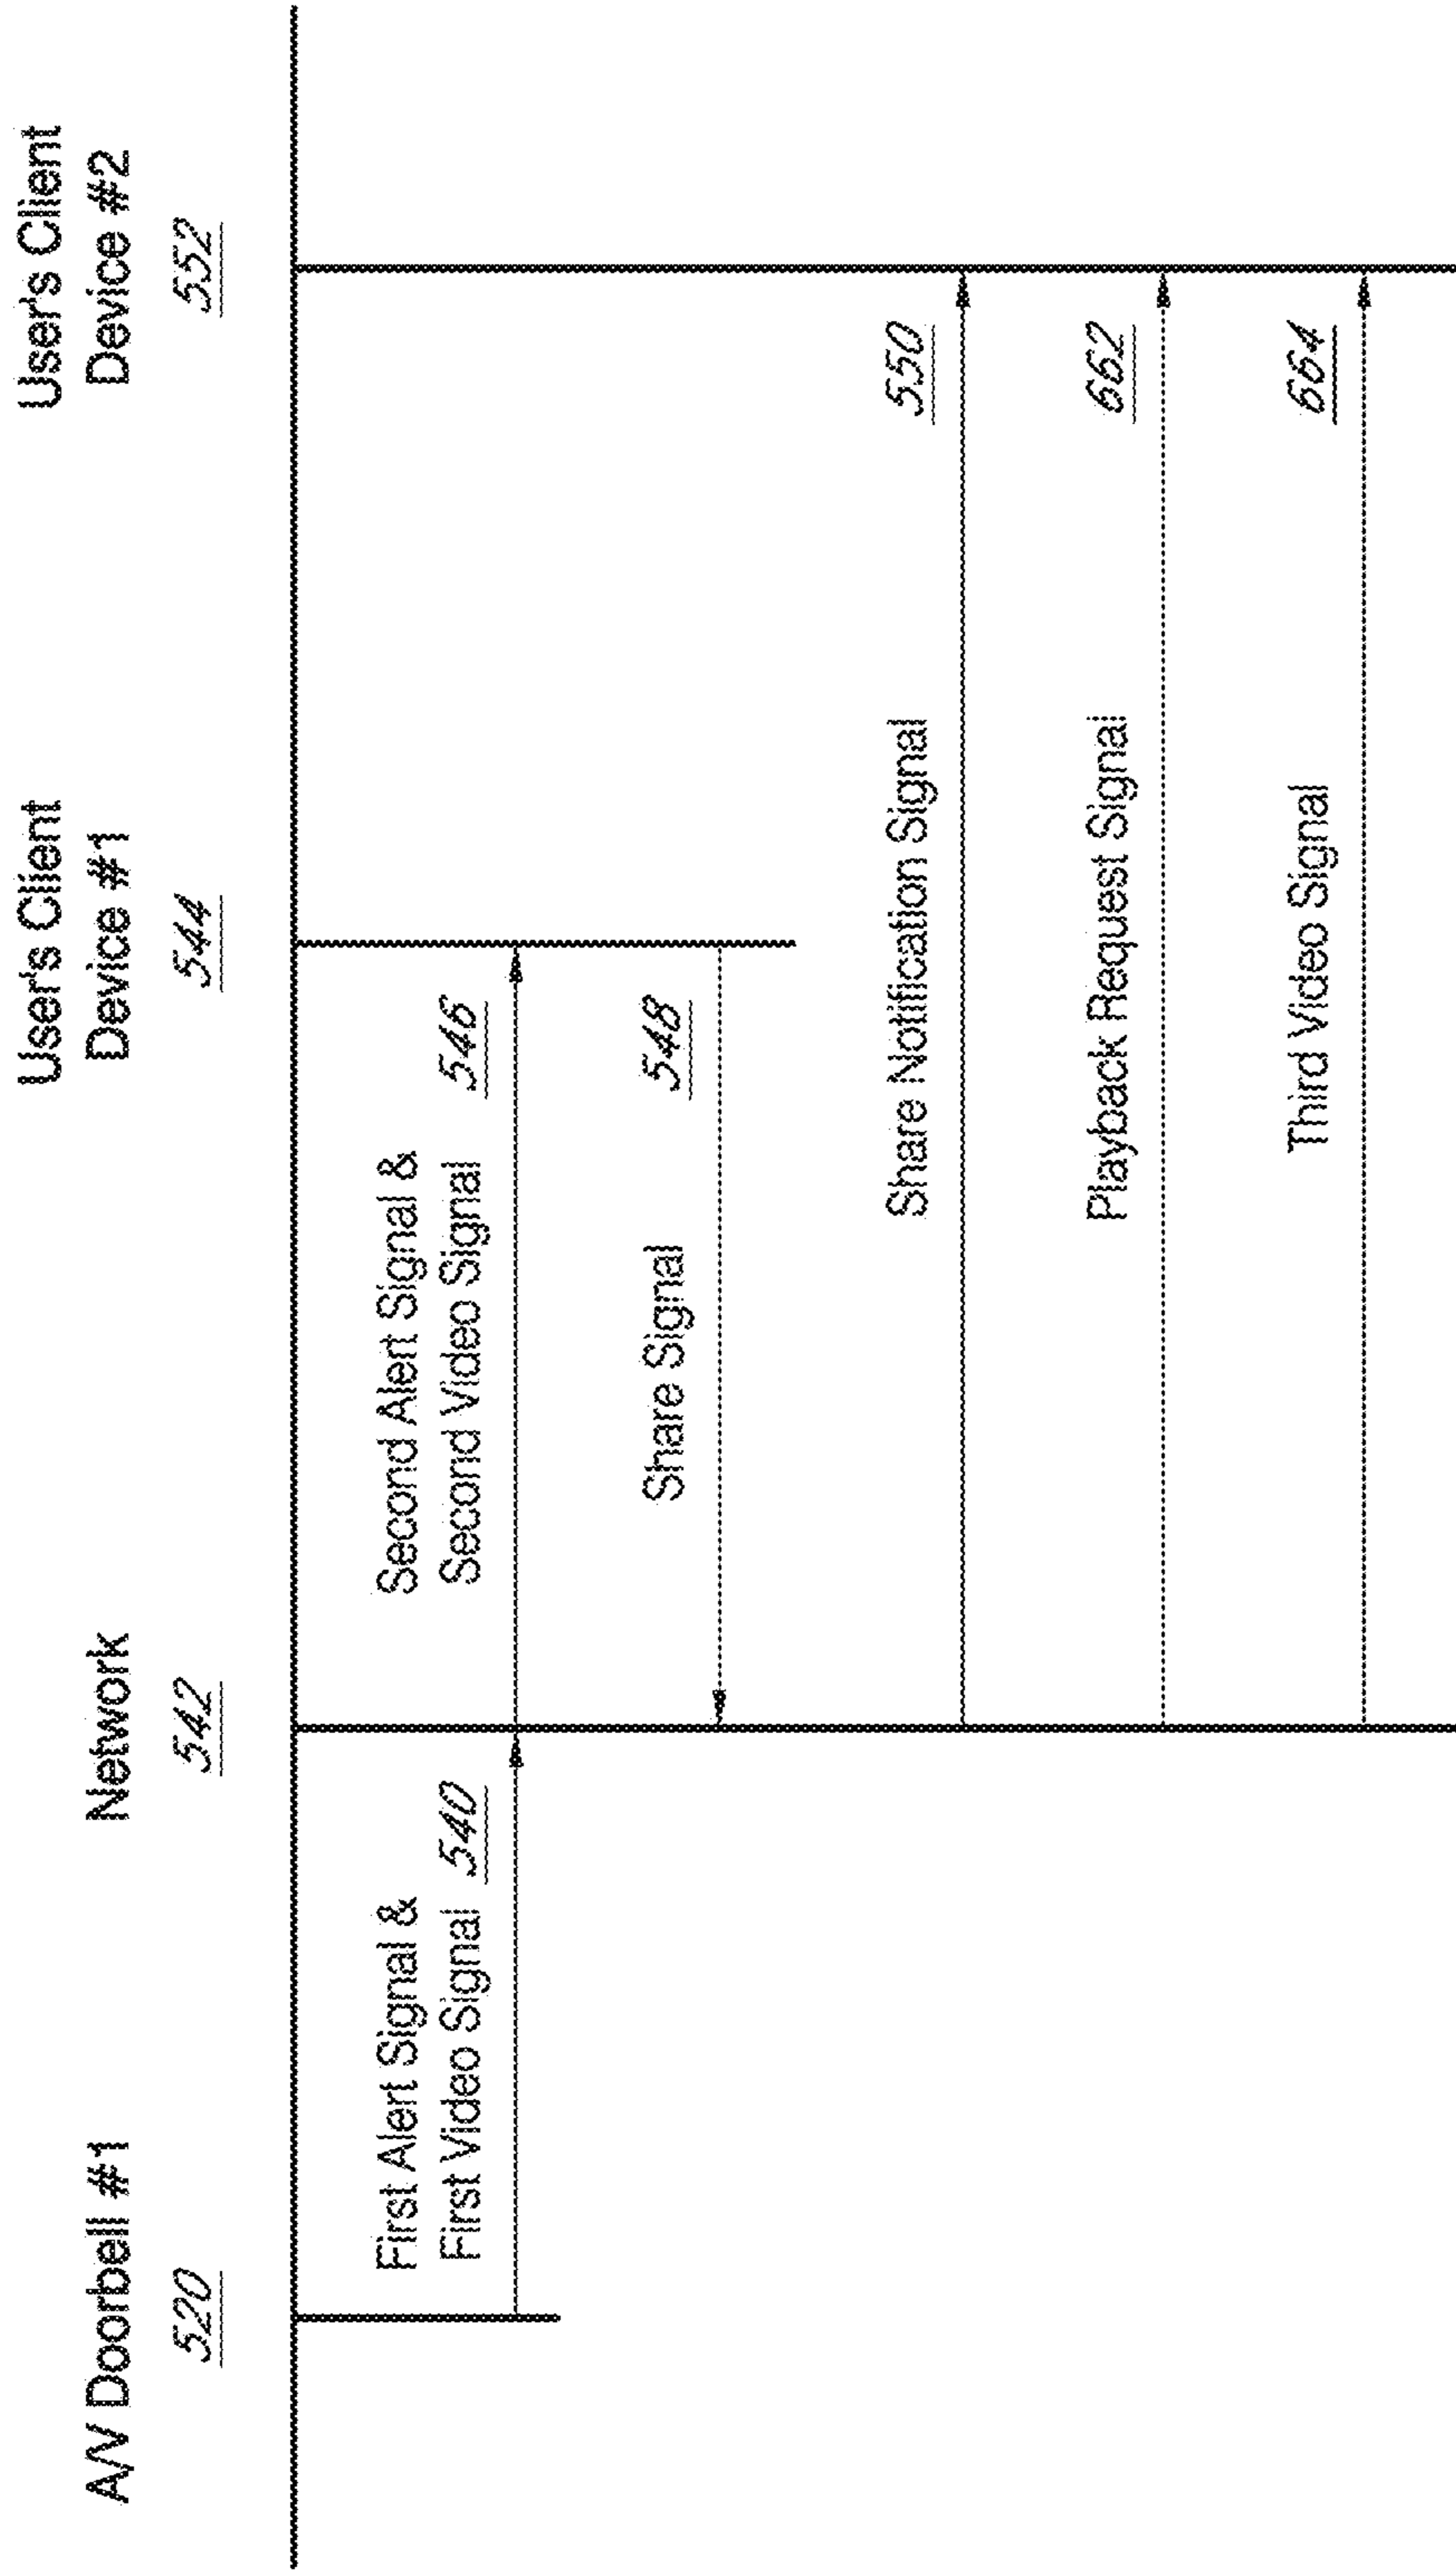 A/V Doorbell #1
520
Network
542
User's Client
Device #1
544
User's Client
Device #2
552
First Alert Signal &
First Video Signal 540
Second Alert Signal &
Second Video Signal 546
Share Signal 548
Share Notification Signal 550
Playback Request Signal 662
Third Video Signal 664